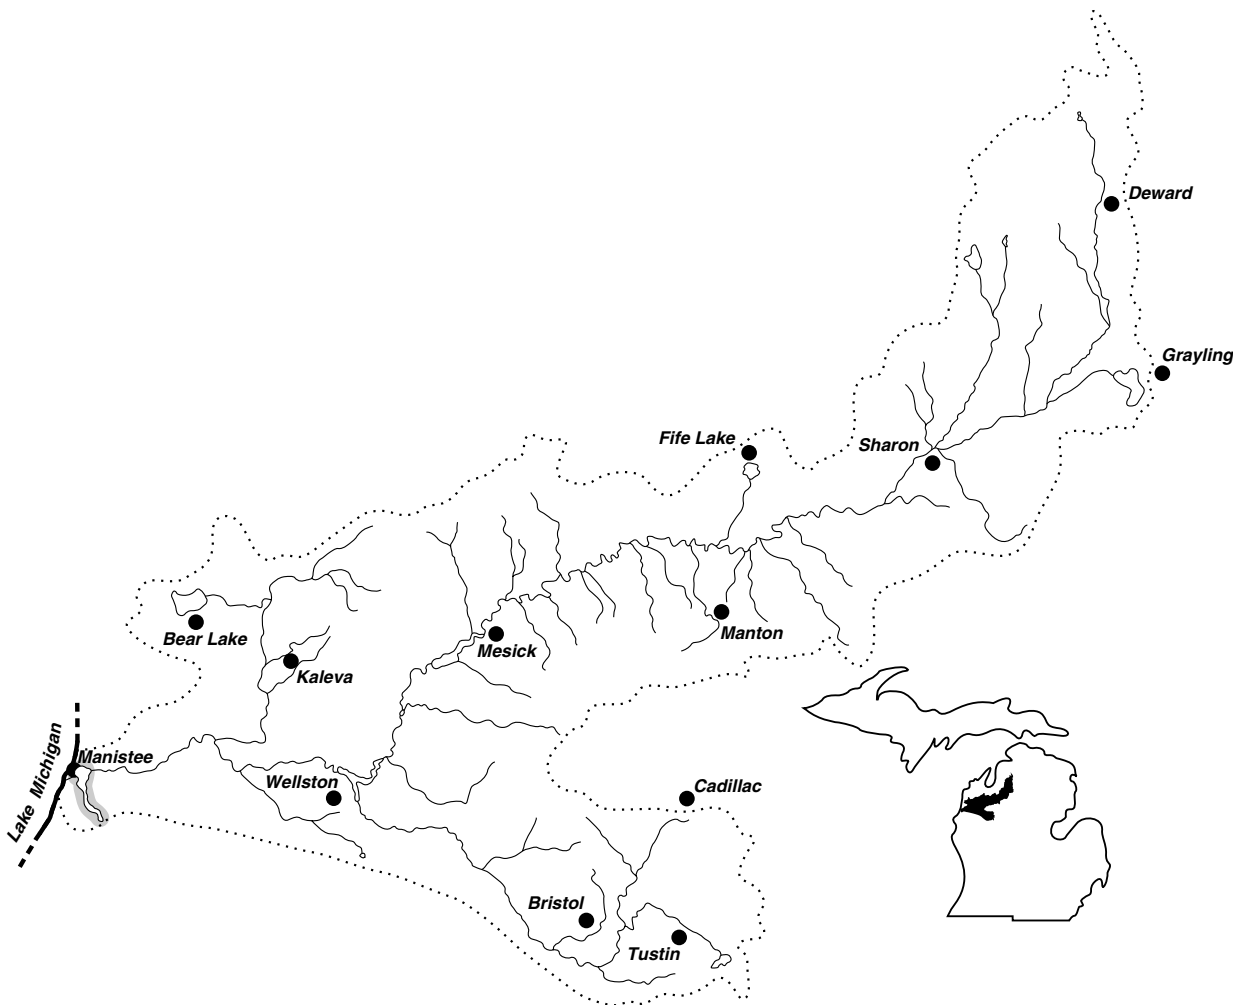 Deward
Grayling
Fife Lake
Sharon
Bear Lake
Kaleva
Mesick
Manton
Lake Michigan
Manistee
Wellston
Cadillac
Bristol
Tustin